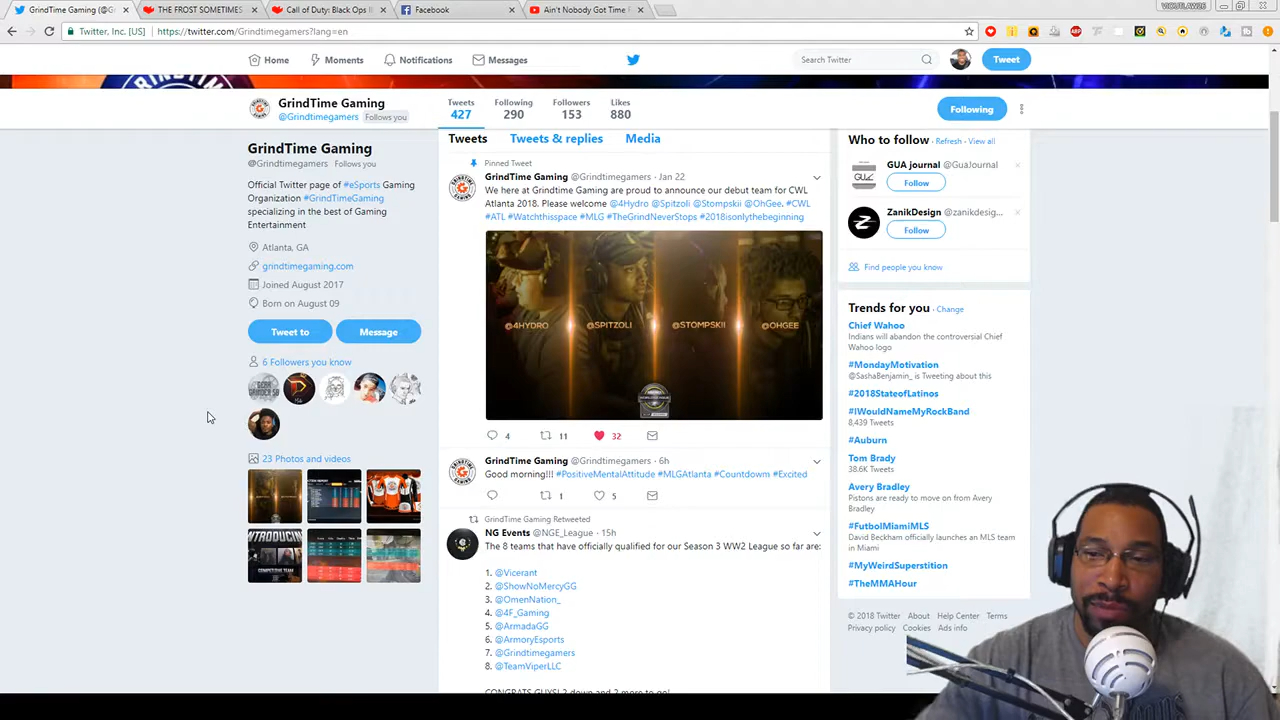 GrindTime Gaming (@G
THE FROST SOMETIMES
Call of Duty: Black Ops II
Facebook
Ain't Nobody Got Time F
Twitter, Inc. [US]
https://twitter.com/Grindtimegamers?lang=en
Home
Moments
Notifications
Messages
Search Twitter
Tweet
GrindTime Gaming
@Grindtimegamers Follows you
Tweets
427
Following
290
Followers
153
Likes
880
Following
GrindTime Gaming
@Grindtimegamers Follows you
Official Twitter page of #eSports Gaming
Organization #GrindTimeGaming
specializing in the best of Gaming
Entertainment
Atlanta, GA
grindtimegaming.com
Joined August 2017
Born on August 09
Tweet to
Message
6 Followers you know
23 Photos and videos
Tweets
Tweets & replies
Media
Pinned Tweet
GrindTime Gaming @Grindtimegamers · Jan 22
We here at Grindtime Gaming are proud to announce our debut team for CWL
Atlanta 2018. Please welcome @4Hydro @Spitzoli @Stompskii @OhGee. #CWL
#ATL #Watchthisspace #MLG #TheGrindNeverStops #2018isonlythebeginning
@4HYDRO
@SPITZOLI
@STOMPSKII
@OHGEE
4
11
32
GrindTime Gaming @Grindtimegamers · 6h
Good morning!!! #PositiveMentalAttitude #MLGAtlanta #Countdowm #Excited
1
5
GrindTime Gaming Retweeted
NG Events @NGE_League · 15h
The 8 teams that have officially qualified for our Season 3 WW2 League so far are:
1. @Vicerant
2. @ShowNoMercyGG
3. @OmenNation_
4. @4F_Gaming
5. @ArmadaGG
6. @ArmoryEsports
7. @Grindtimegamers
8. @TeamViperLLC
CONGRATS GUYS! 2 down and 2 more to go!
Who to follow · Refresh · View all
GUA journal @GuaJournal
Follow
ZanikDesign @zanikdesig...
Follow
Find people you know
Trends for you · Change
Chief Wahoo
Indians will abandon the controversial Chief
Wahoo logo
#MondayMotivation
@SashaBenjamin_ is Tweeting about this
#2018StateofLatinos
#IWouldNameMyRockBand
8,439 Tweets
#Auburn
Tom Brady
38.6K Tweets
Avery Bradley
Pistons are ready to move on from Avery
Bradley
#FutbolMiamiMLS
David Beckham officially launches an MLS team
in Miami
#MyWeirdSuperstition
#TheMMAHour
© 2018 Twitter About Help Center Terms
Privacy policy Cookies Ads info